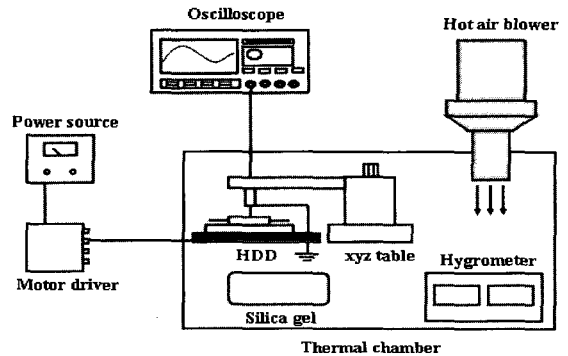 Oscilloscope
Hot air blower
Power source
Motor driver
HDD
xyz table
Hygrometer
Silica gel
Thermal chamber